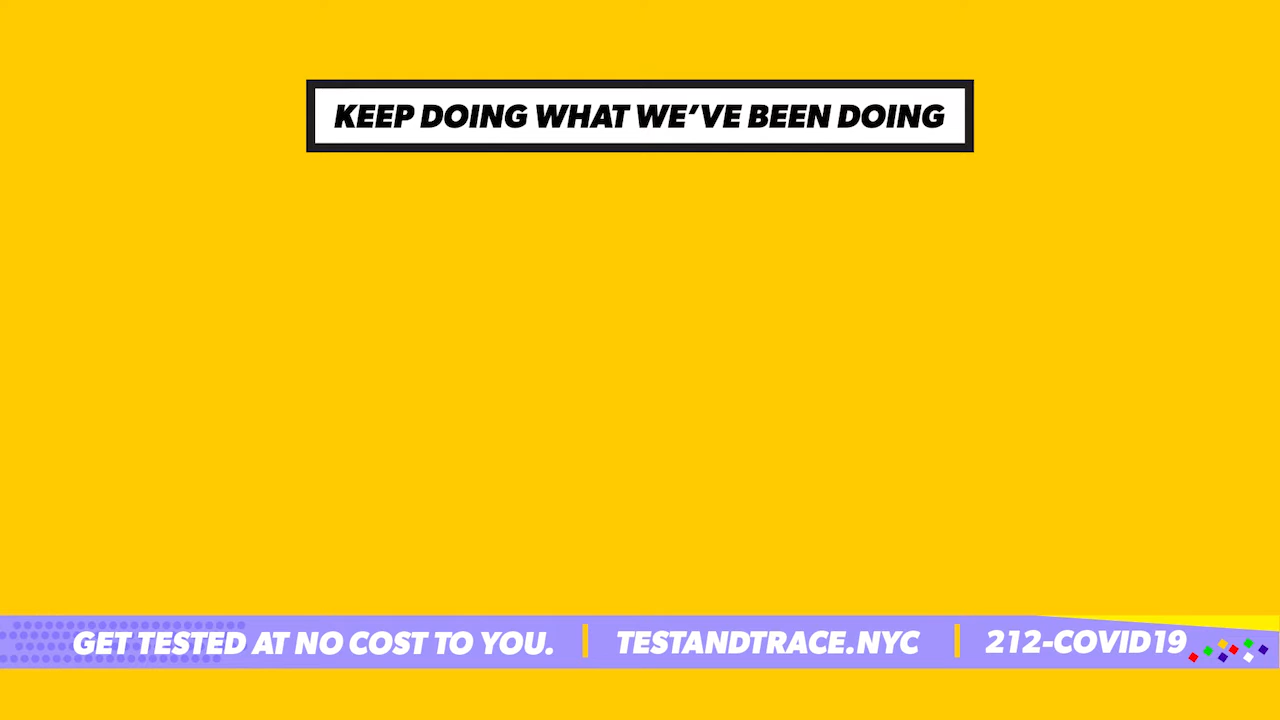 KEEP DOING WHAT WE’VE BEEN DOING
GET TESTED AT NO COST TO YOU. | TESTANDTRACE.NYC | 212-COVID19